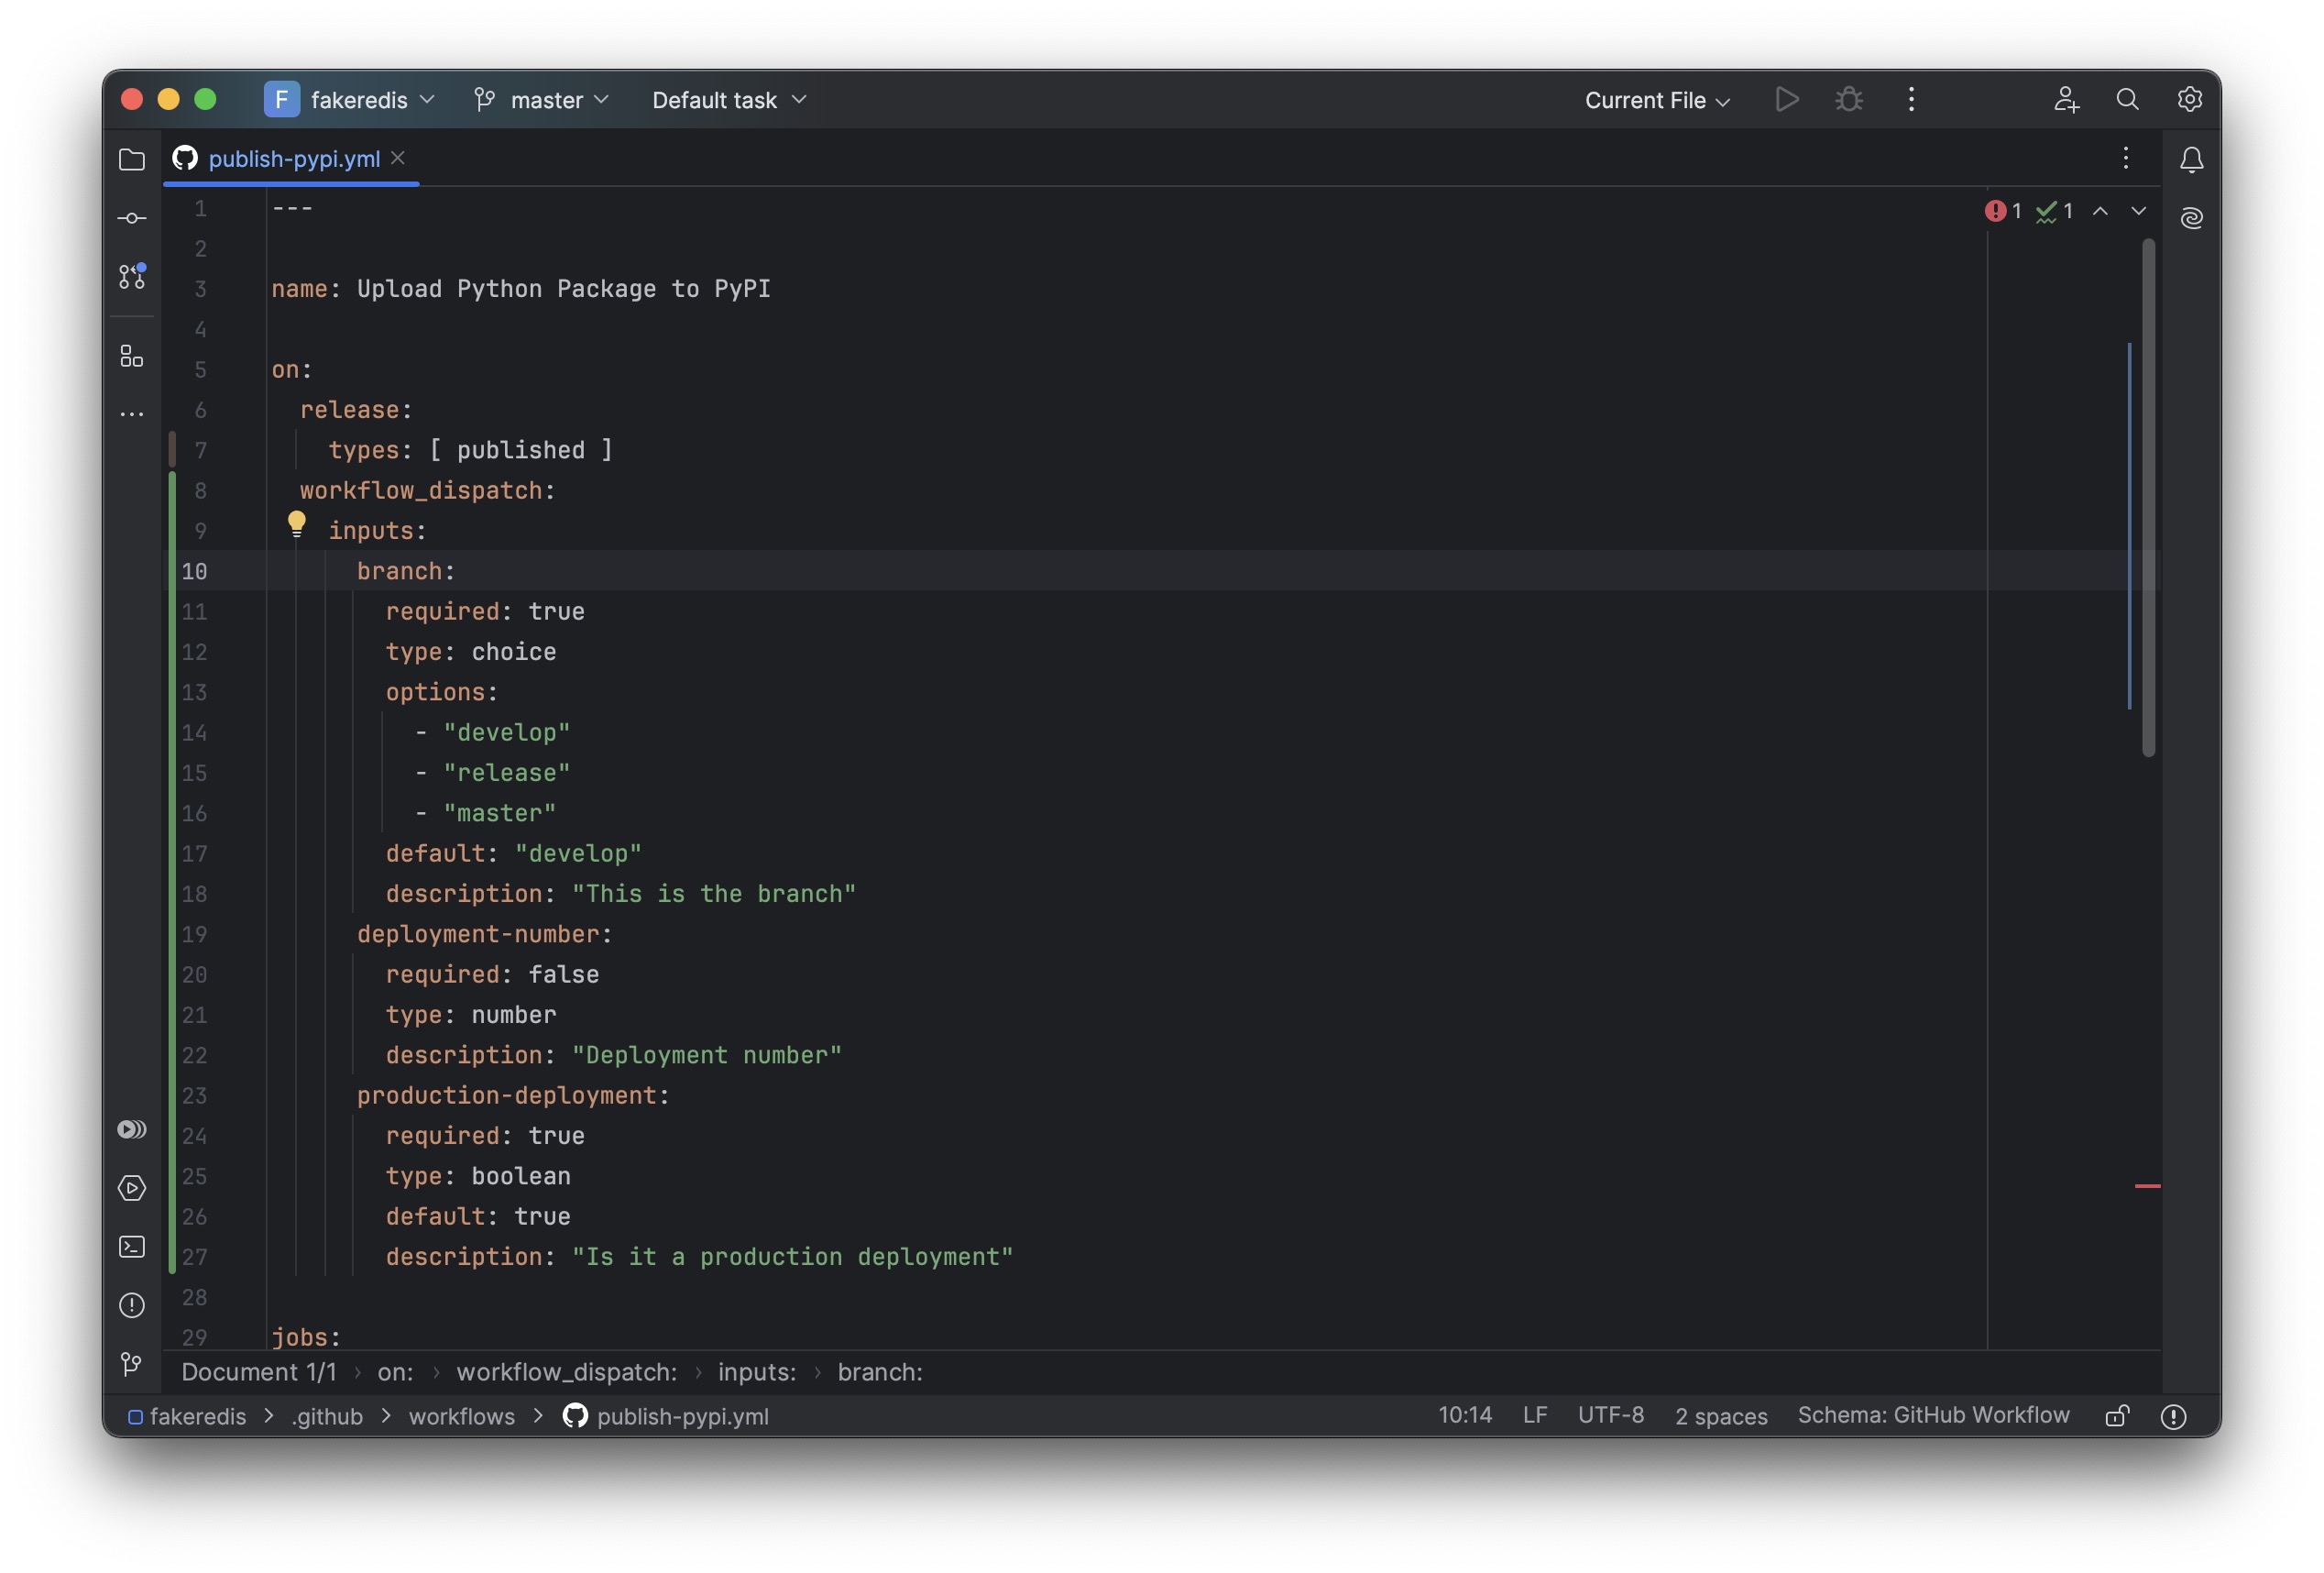 F fakeredis master Default task Current File
publish-pypi.yml
1 ---
1 1
2
3 name: Upload Python Package to PyPI
4
5 on:
6   release:
7     types: [ published ]
8   workflow_dispatch:
9     inputs:
10       branch:
11         required: true
12         type: choice
13         options:
14           - "develop"
15           - "release"
16           - "master"
17         default: "develop"
18         description: "This is the branch"
19       deployment-number:
20         required: false
21         type: number
22         description: "Deployment number"
23       production-deployment:
24         required: true
25         type: boolean
26         default: true
27         description: "Is it a production deployment"
28
29 jobs:
Document 1/1 › on: › workflow_dispatch: › inputs: › branch:
fakeredis > .github > workflows > publish-pypi.yml 10:14 LF UTF-8 2 spaces Schema: GitHub Workflow